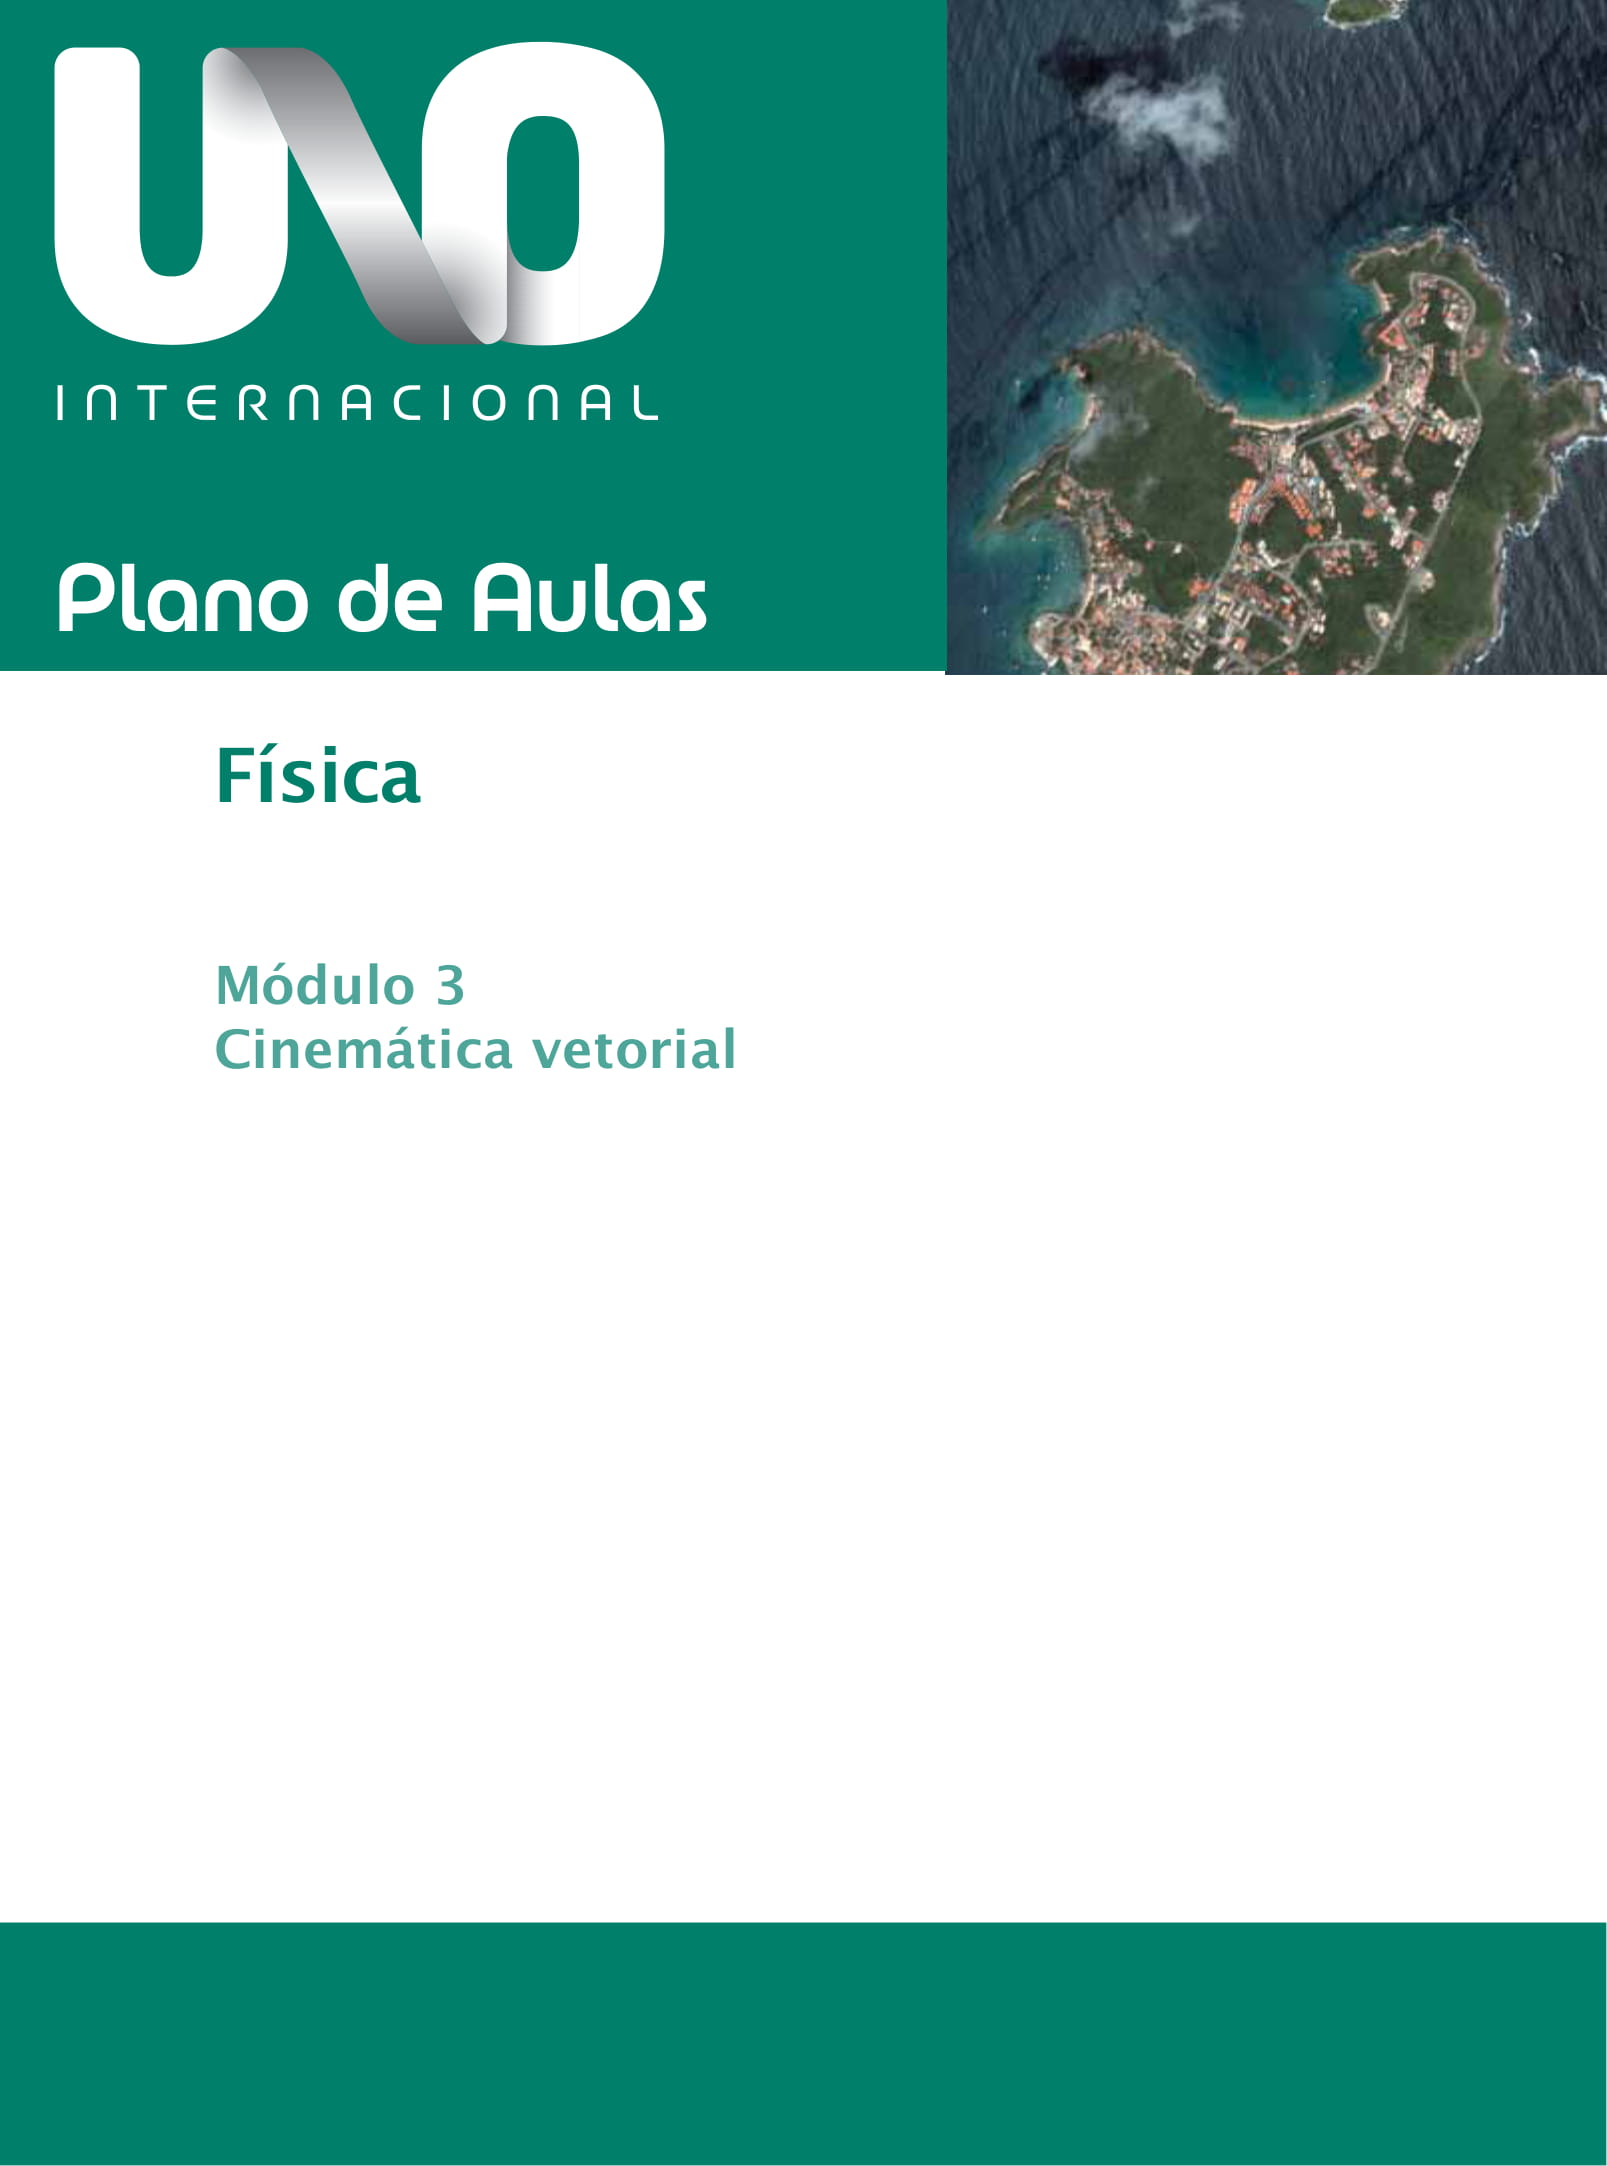 UNO
INTERNACIONAL
Plano de Aulas
Física
Módulo 3
Cinemática vetorial